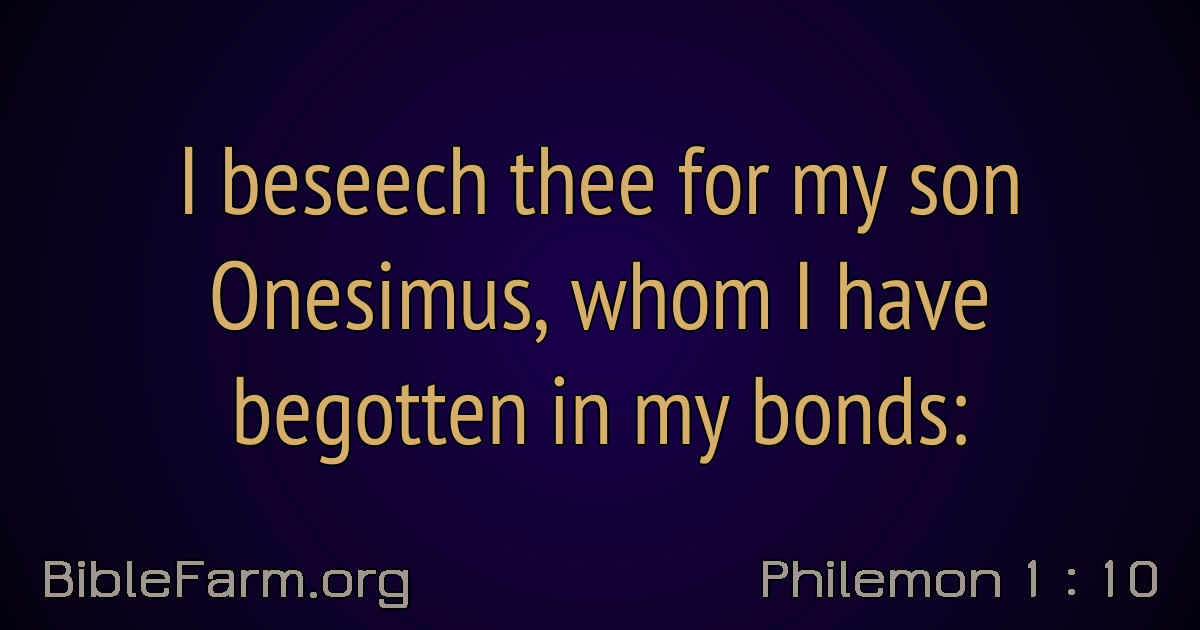 I beseech thee for my son
Onesimus, whom I have
begotten in my bonds:
BibleFarm.org
Philemon 1 : 10